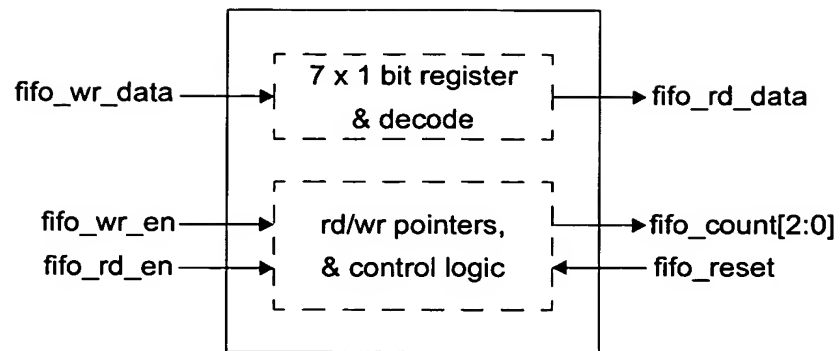 7 x 1 bit register
& decode
fifo_wr_data
fifo_rd_data
fifo_wr_en
fifo_rd_en
rd/wr pointers,
& control logic
fifo_count[2:0]
fifo_reset